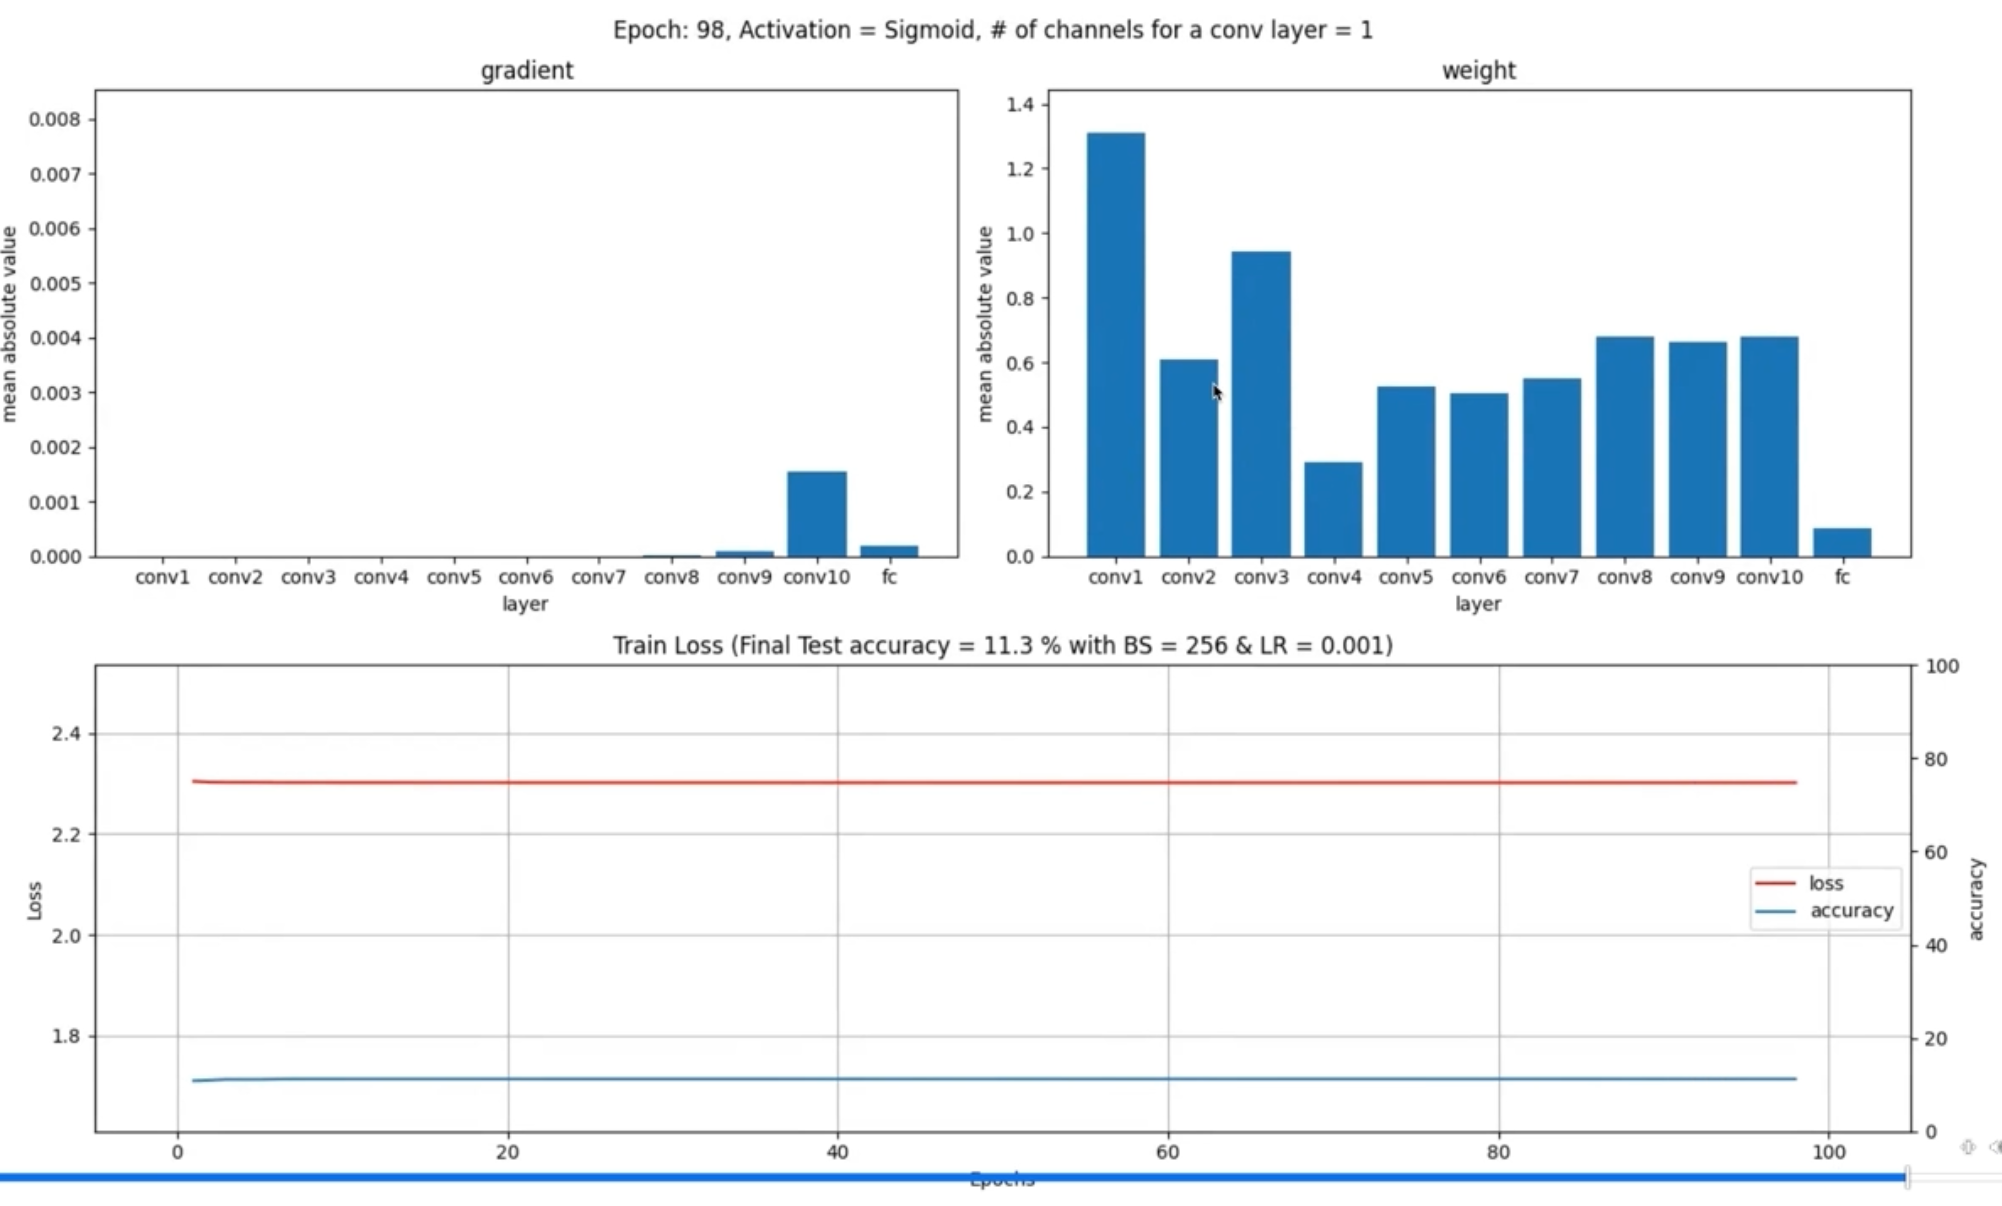 Epoch: 98, Activation = Sigmoid, # of channels for a conv layer = 1
gradient
0.008
0.007
0.006
0.005
0.004
0.003
0.002
0.001
0.000
mean absolute value
conv1 conv2 conv3 conv4 conv5 conv6 conv7 conv8 conv9 conv10 fc
layer
weight
1.4
1.2
1.0
0.8
0.6
0.4
0.2
0.0
mean absolute value
conv1 conv2 conv3 conv4 conv5 conv6 conv7 conv8 conv9 conv10 fc
layer
Train Loss (Final Test accuracy = 11.3 % with BS = 256 & LR = 0.001)
2.4
2.2
2.0
1.8
Loss
loss
accuracy
100
80
60
40
20
0
accuracy
0 20 40 60 80 100
Epochs